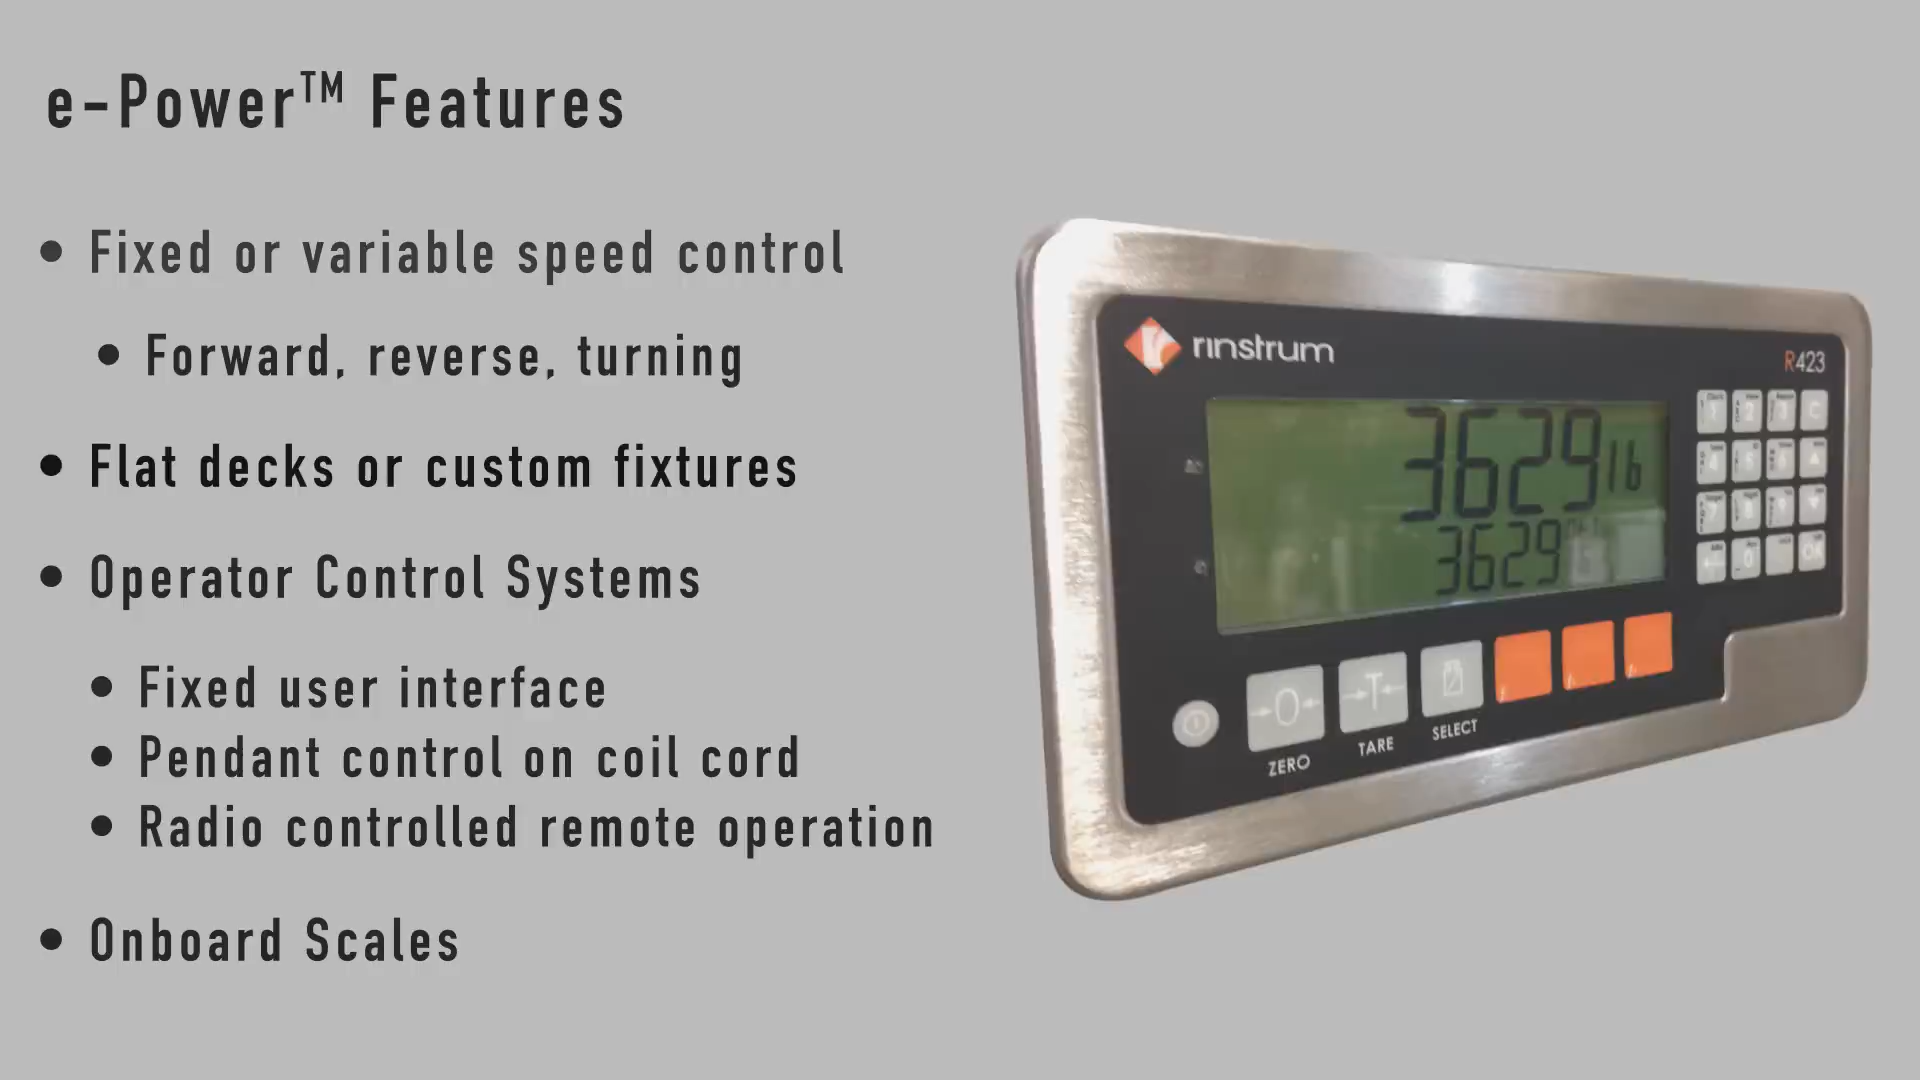 e-Power™ Features
• Fixed or variable speed control
• Forward, reverse, turning
• Flat decks or custom fixtures
• Operator Control Systems
• Fixed user interface
• Pendant control on coil cord
• Radio controlled remote operation
• Onboard Scales
rinstrum
R423
3629 lb
3629
ZERO
TARE
SELECT